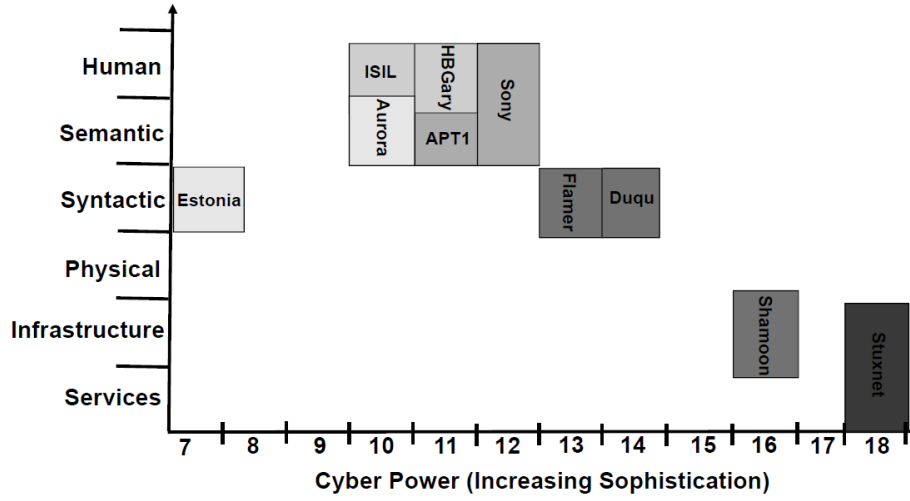 Human
ISIL
HBGary
Sony
Semantic
Aurora
APT1
Syntactic
Estonia
Flamer
Duqu
Physical
Infrastructure
Shamoon
Stuxnet
Services
7 8 9 10 11 12 13 14 15 16 17 18
Cyber Power (Increasing Sophistication)